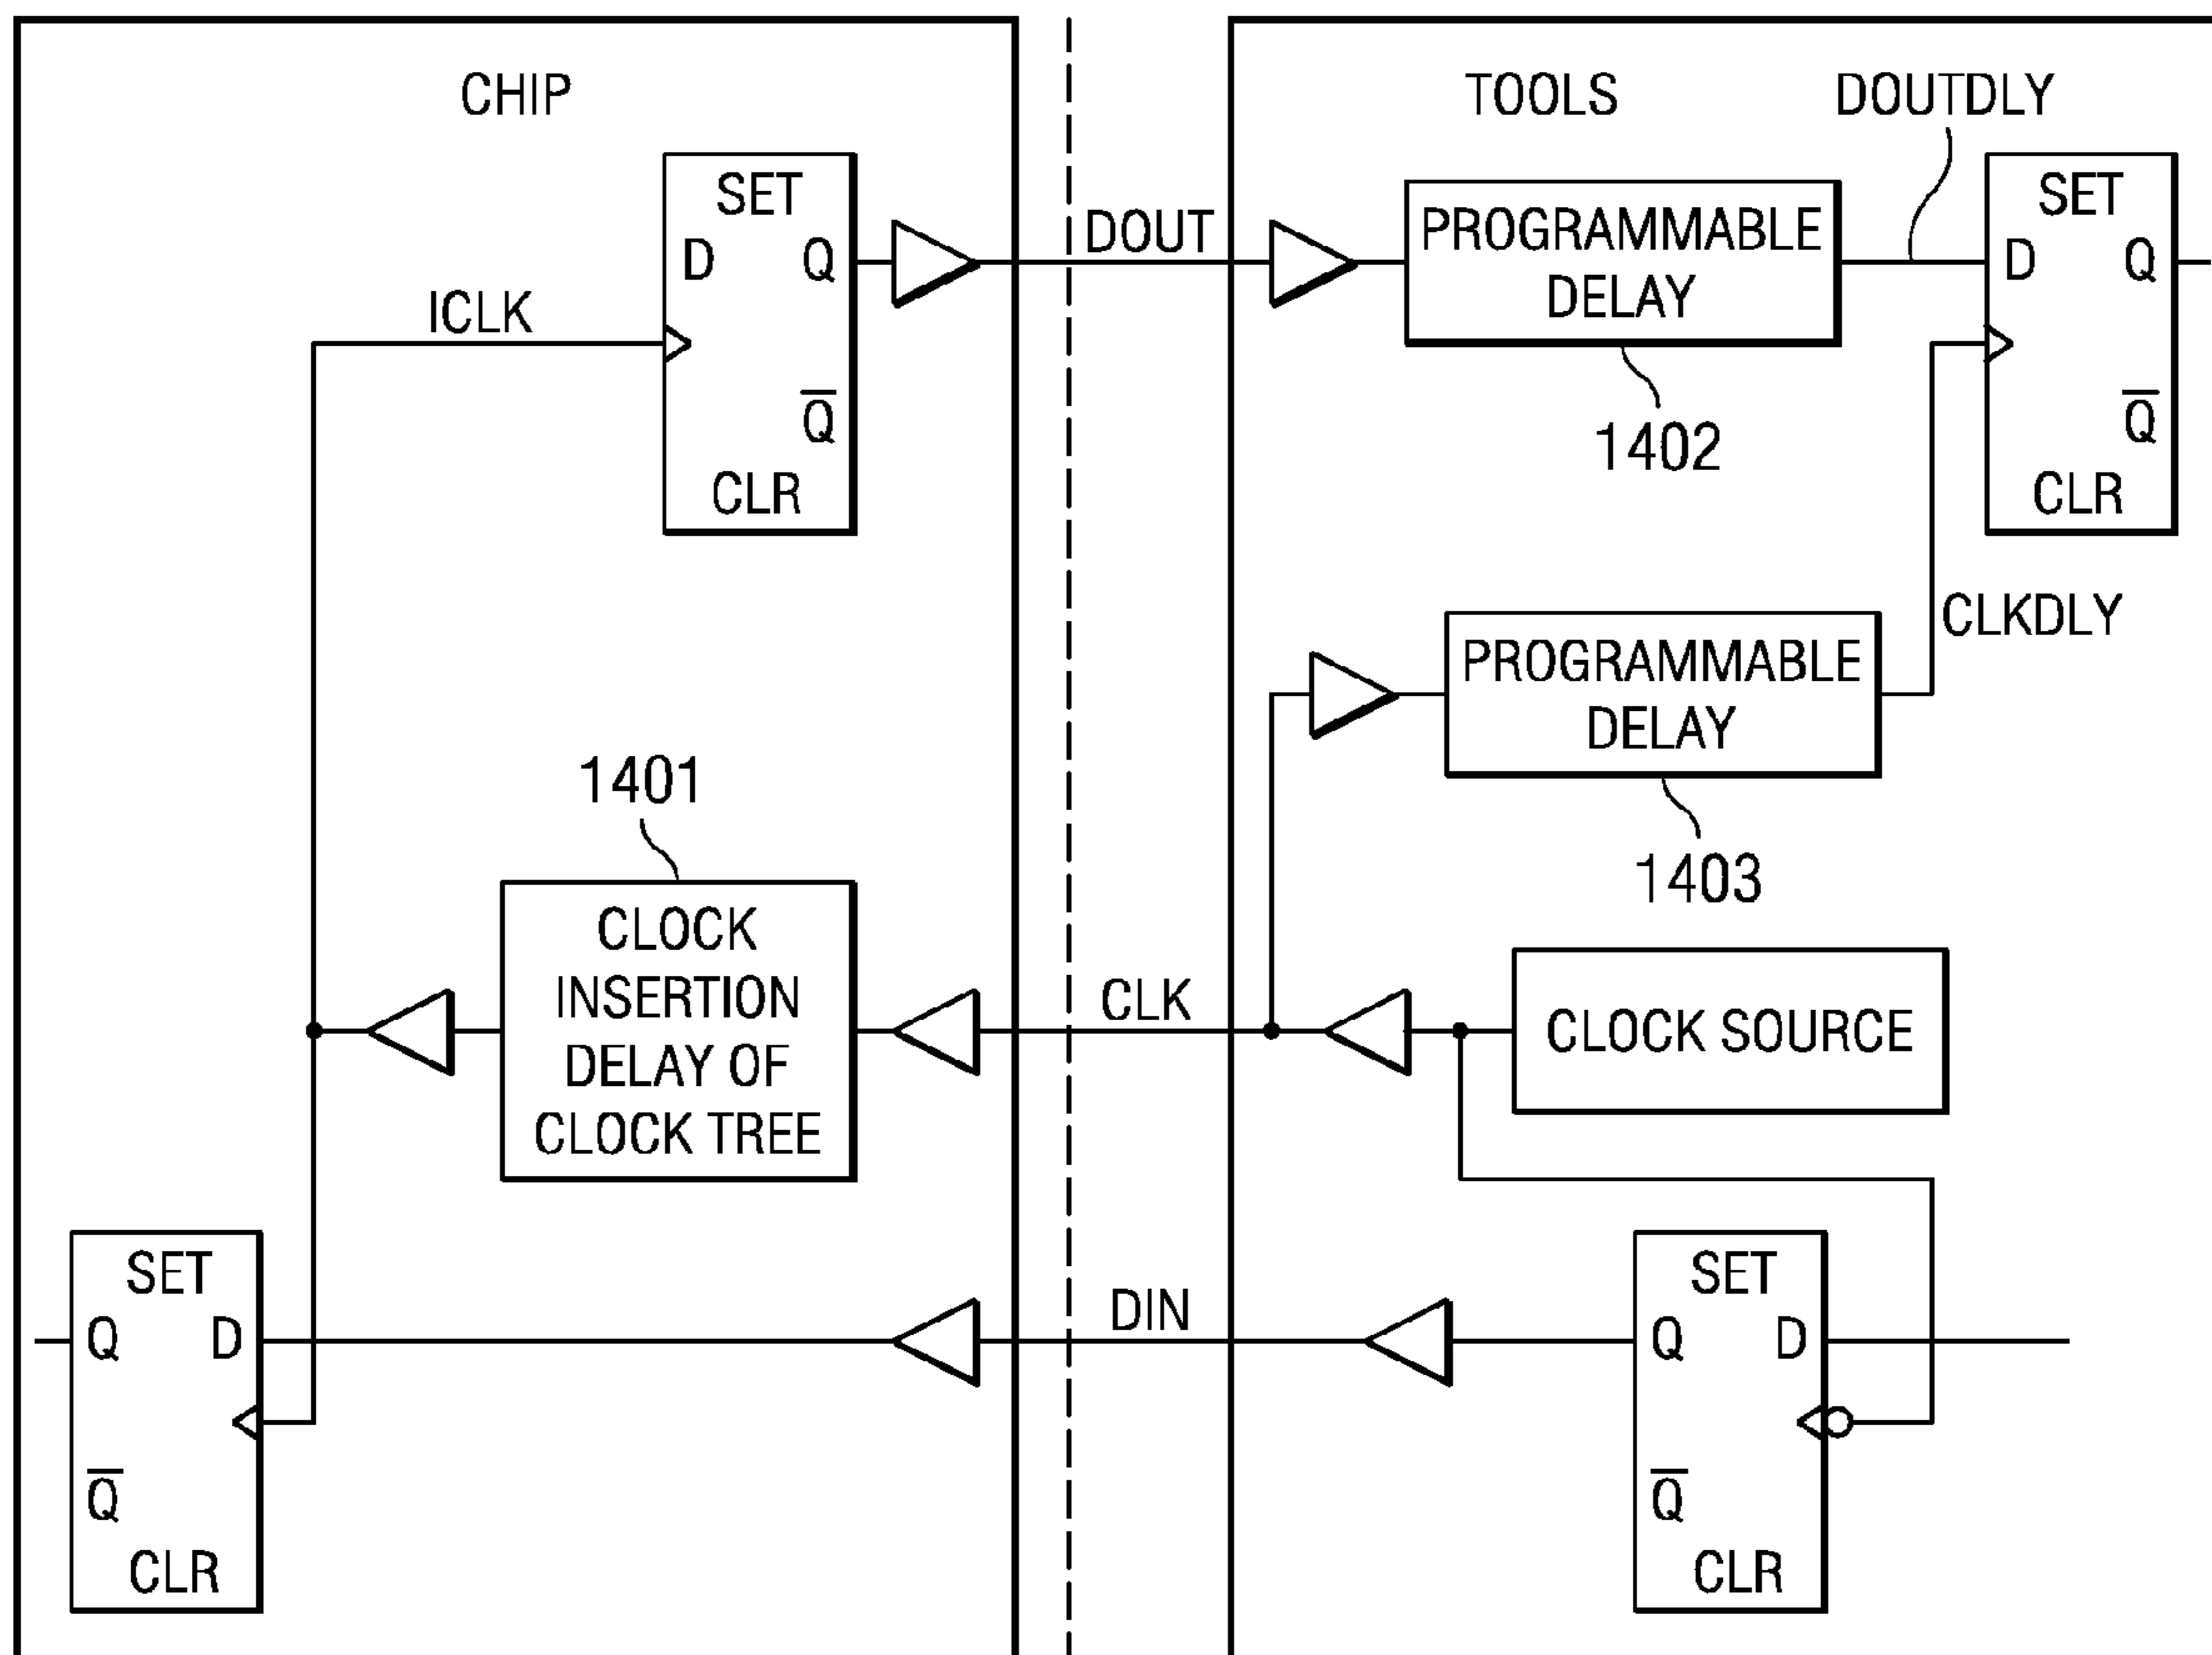 CHIP
TOOLS
DOUTDLY
SET
D Q
Q̅
CLR
ICLK
DOUT
PROGRAMMABLE
DELAY
1402
SET
D Q
Q̅
CLR
CLKDLY
PROGRAMMABLE
DELAY
1403
1401
CLOCK
INSERTION
DELAY OF
CLOCK TREE
CLK
CLOCK SOURCE
SET
Q D
Q̅
CLR
DIN
SET
Q D
Q̅
CLR